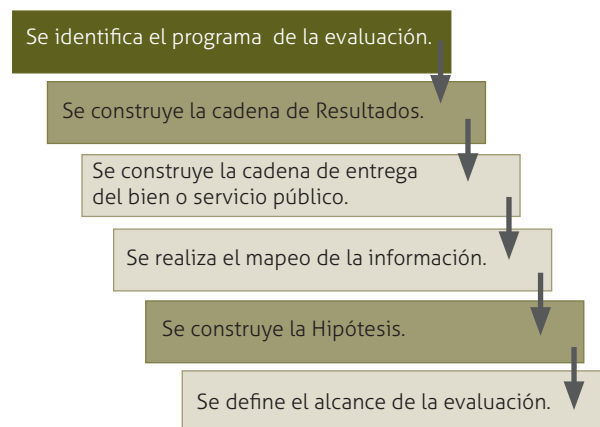 Se identifica el programa de la evaluación.
Se construye la cadena de Resultados.
Se construye la cadena de entrega
del bien o servicio público.
Se realiza el mapeo de la información.
Se construye la Hipótesis.
Se define el alcance de la evaluación.